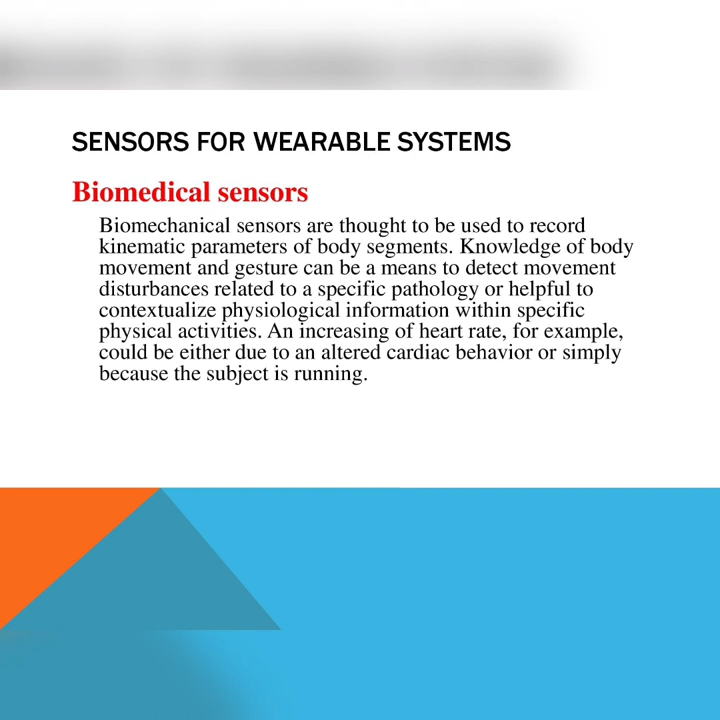 SENSORS FOR WEARABLE SYSTEMS
Biomedical sensors
Biomechanical sensors are thought to be used to record
kinematic parameters of body segments. Knowledge of body
movement and gesture can be a means to detect movement
disturbances related to a specific pathology or helpful to
contextualize physiological information within specific
physical activities. An increasing of heart rate, for example,
could be either due to an altered cardiac behavior or simply
because the subject is running.